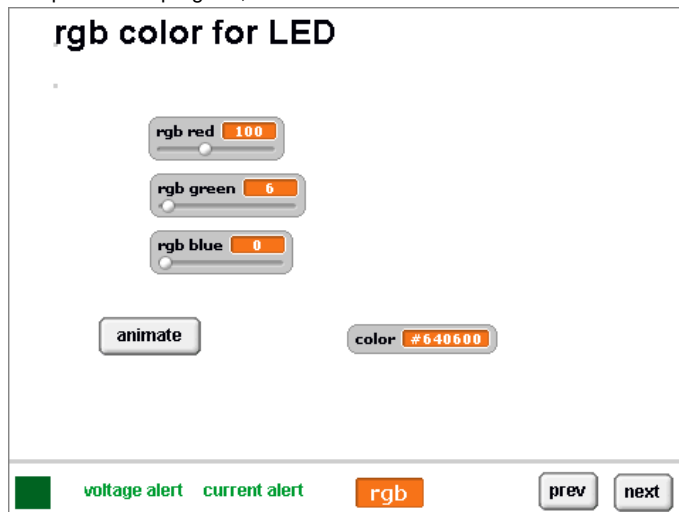 rgb color for LED
rgb red 100
rgb green 6
rgb blue 0
animate
color #640600
voltage alert current alert rgb prev next